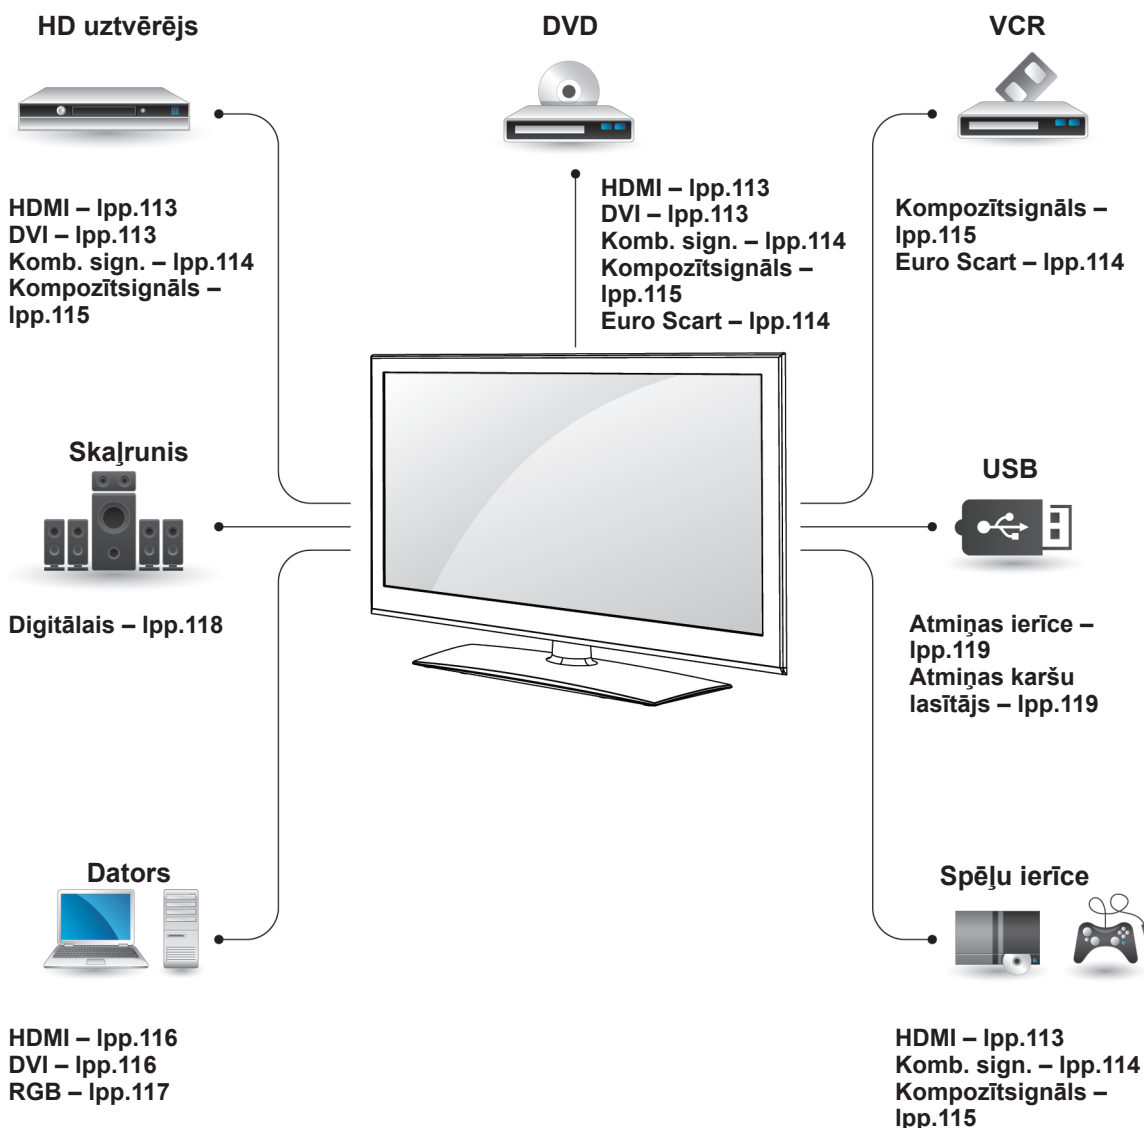 HD uztvērējs
HDMI – lpp.113
DVI – lpp.113
Komb. sign. – lpp.114
Kompozītsignāls –
lpp.115
DVD
HDMI – lpp.113
DVI – lpp.113
Komb. sign. – lpp.114
Kompozītsignāls –
lpp.115
Euro Scart – lpp.114
VCR
Kompozītsignāls –
lpp.115
Euro Scart – lpp.114
Skaļrunis
Digitālais – lpp.118
USB
Atmiņas ierīce –
lpp.119
Atmiņas karšu
lasītājs – lpp.119
Dators
HDMI – lpp.116
DVI – lpp.116
RGB – lpp.117
Spēļu ierīce
HDMI – lpp.113
Komb. sign. – lpp.114
Kompozītsignāls –
lpp.115